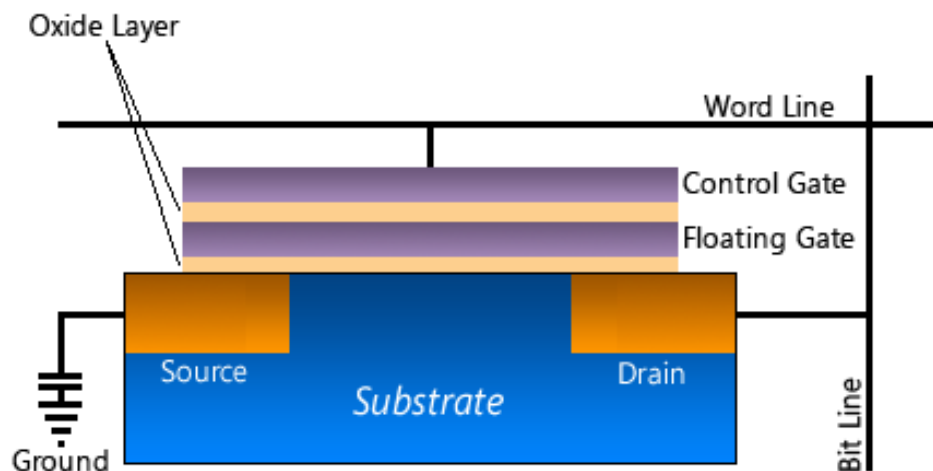 Oxide Layer
Word Line
Control Gate
Floating Gate
Source
Drain
Substrate
Ground
Bit Line